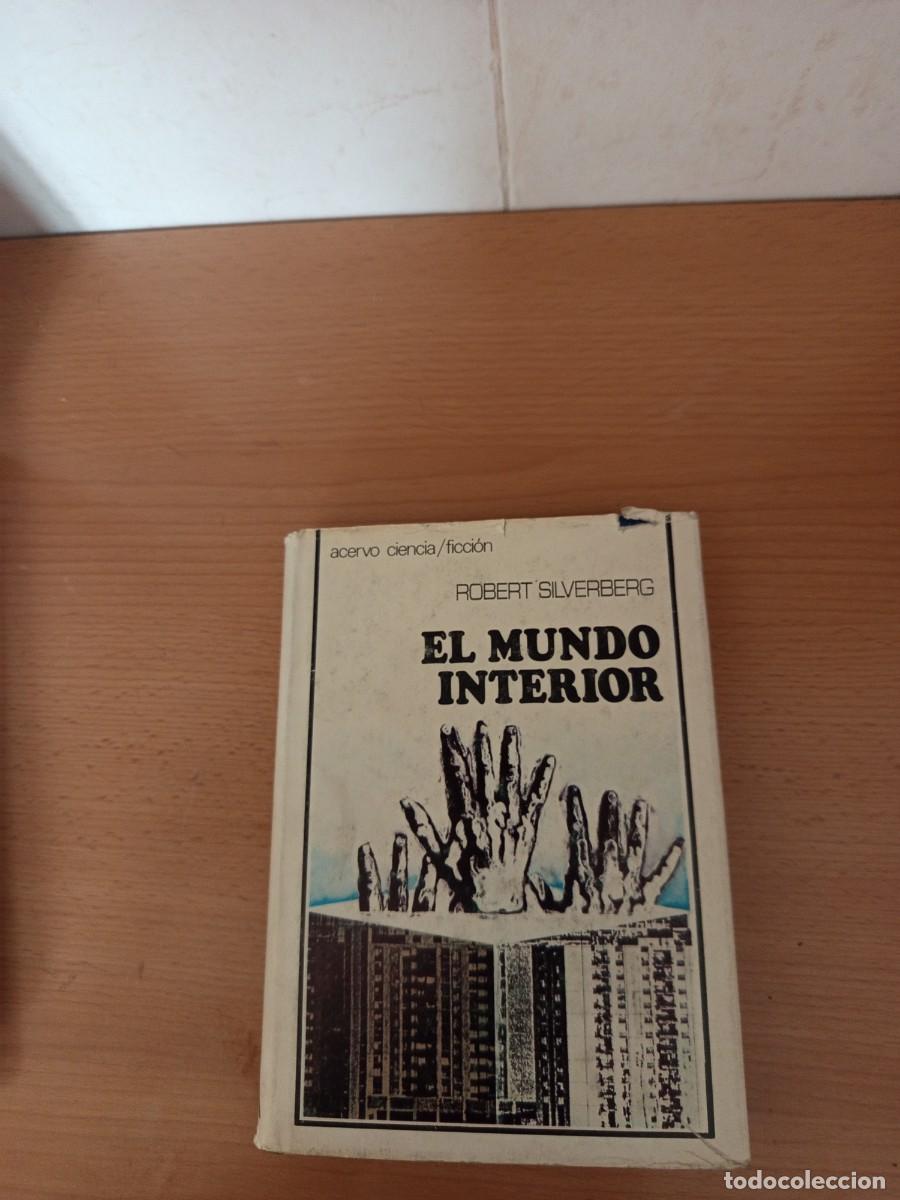 acervo ciencia/ficción
ROBERT SILVERBERG
EL MUNDO
INTERIOR
todocoleccion